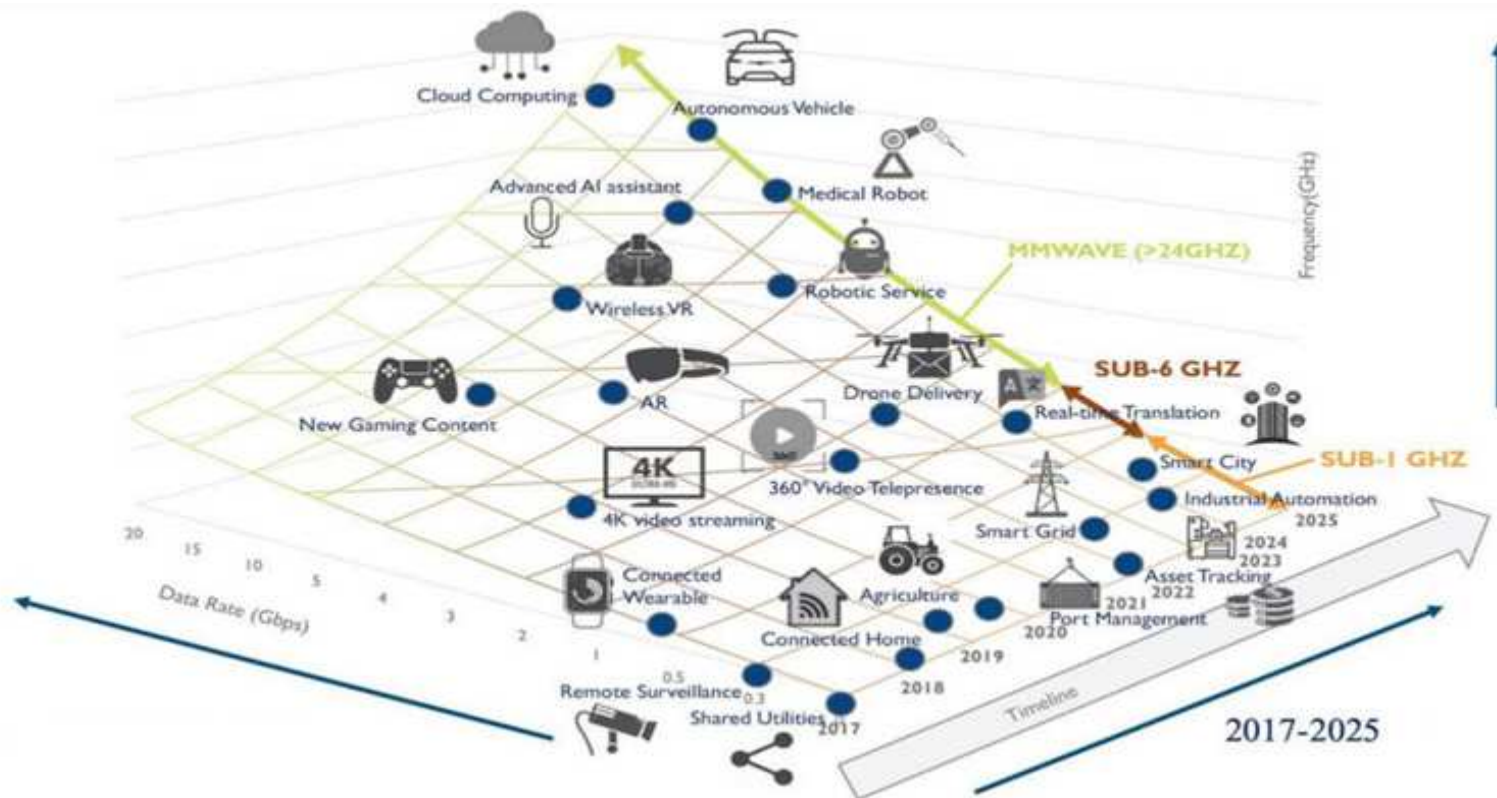 Cloud Computing
Autonomous Vehicle
Advanced AI assistant
Medical Robot
MMWAVE (>24GHZ)
Frequency(GHz)
Robotic Service
Wireless VR
SUB-6 GHZ
Drone Delivery
AR
A
Real-time Translation
New Gaming Content
4K
Smart City
SUB-1 GHZ
360° Video Telepresence
Industrial Automation
4K video streaming
Smart Grid
2025
20
15
10
5
4
3
2
1
0.5
0.3
Data Rate (Gbps)
2024
2023
Asset Tracking
2022
2021
Connected
Wearable
Agriculture
Port Management
2020
Connected Home
2019
2018
Remote Surveillance
Shared Utilities
2017
Timeline
2017-2025